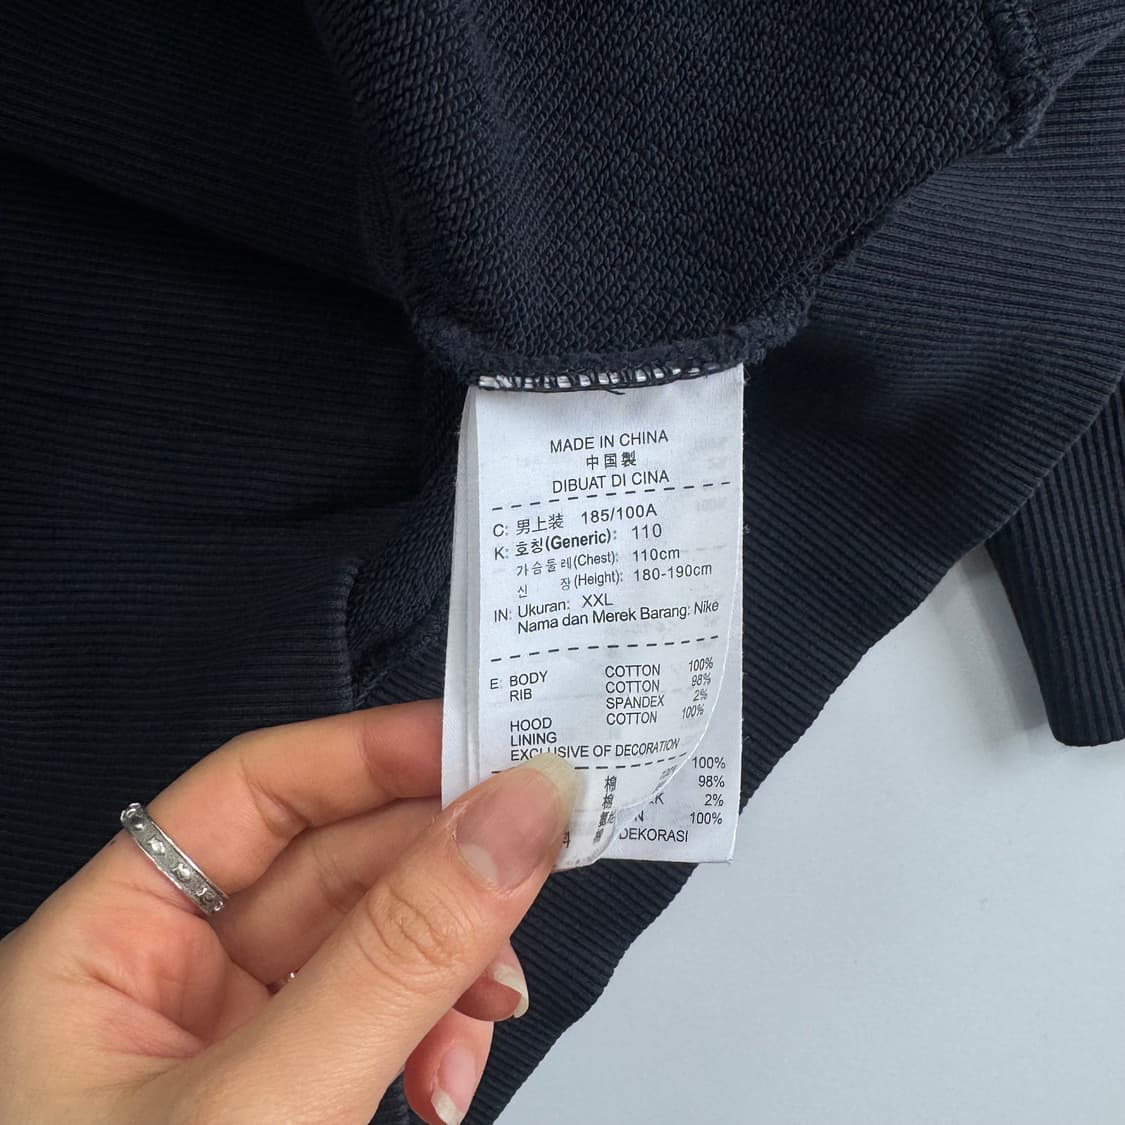 MADE IN CHINA
中国製
DIBUAT DI CINA
C: 男上装 185/100A
K: 호칭(Generic): 110
가슴둘레(Chest): 110cm
신 장(Height): 180-190cm
IN: Ukuran: XXL
Nama dan Merek Barang: Nike
E: BODY COTTON 100%
RIB COTTON 98%
SPANDEX 2%
HOOD COTTON 100%
LINING
EXCLUSIVE OF DECORATION
棉 100%
棉 98%
2%
100%
DEKORASI